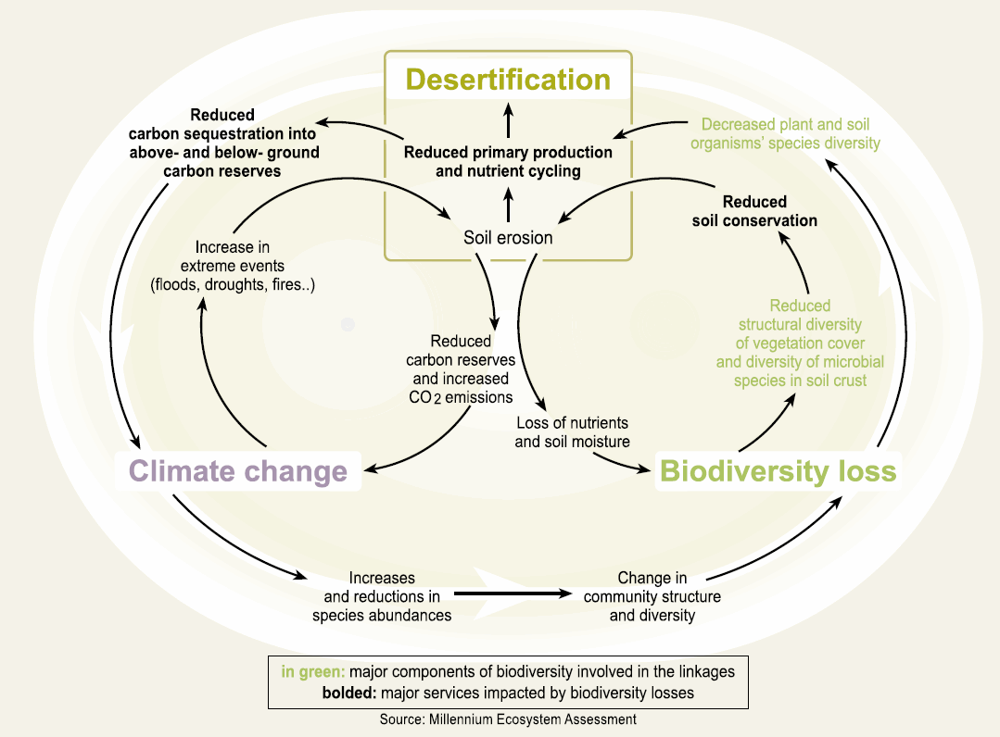 Desertification
Reduced
carbon sequestration into
above- and below- ground
carbon reserves
Reduced primary production
and nutrient cycling
Decreased plant and soil
organisms' species diversity
Reduced
soil conservation
Soil erosion
Increase in
extreme events
(floods, droughts, fires..)
Reduced
structural diversity
of vegetation cover
and diversity of microbial
species in soil crust
Reduced
carbon reserves
and increased
CO2 emissions
Loss of nutrients
and soil moisture
Climate change
Biodiversity loss
Increases
and reductions in
species abundances
Change in
community structure
and diversity
in green: major components of biodiversity involved in the linkages
bolded: major services impacted by biodiversity losses
Source: Millennium Ecosystem Assessment